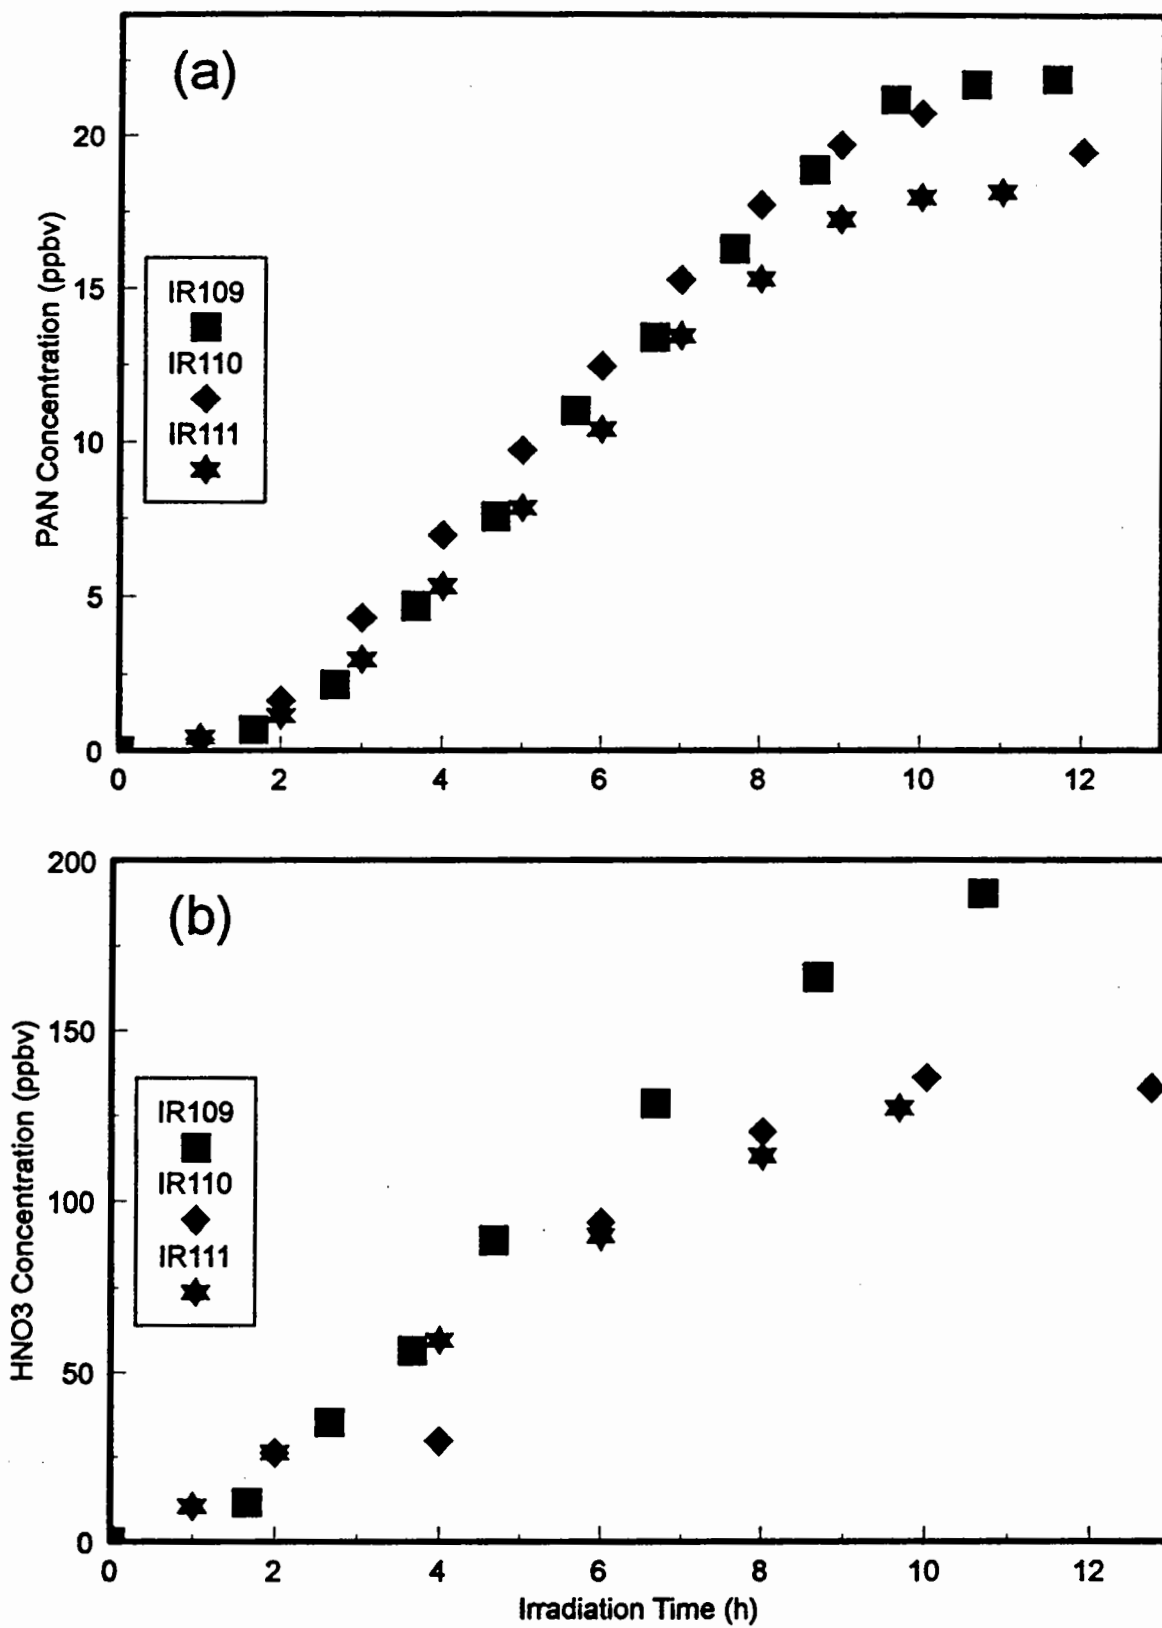 (a)
20
15
10
5
0
PAN Concentration (ppbv)
IR109
IR110
IR111
0 2 4 6 8 10 12
(b)
200
150
100
50
0
HNO3 Concentration (ppbv)
IR109
IR110
IR111
0 2 4 6 8 10 12
Irradiation Time (h)